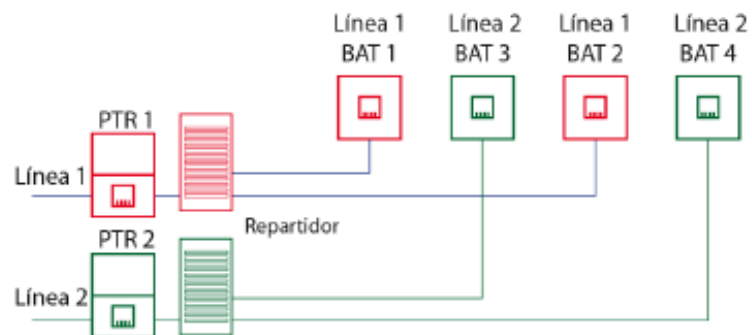 Línea 1
BAT 1
Línea 2
BAT 3
Línea 1
BAT 2
Línea 2
BAT 4
PTR 1
Línea 1
Repartidor
PTR 2
Línea 2